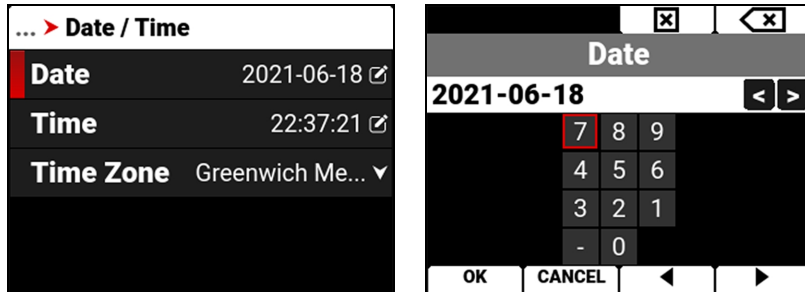 ... > Date / Time
Date 2021-06-18
Time 22:37:21
Time Zone Greenwich Me...
Date
2021-06-18 < >
7 8 9
4 5 6
3 2 1
- 0
OK CANCEL